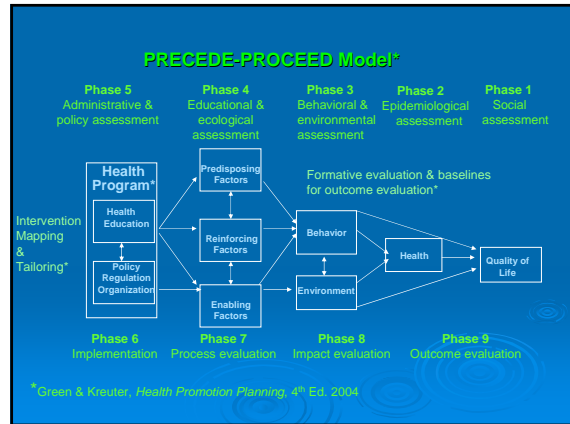 PRECEDE-PROCEED Model*
Phase 5
Administrative &
policy assessment
Phase 4
Educational &
ecological
assessment
Phase 3
Behavioral &
environmental
assessment
Phase 2
Epidemiological
assessment
Phase 1
Social
assessment
Health
Program*
Health
Education
Policy
Regulation
Organization
Predisposing
Factors
Reinforcing
Factors
Enabling
Factors
Formative evaluation & baselines
for outcome evaluation*
Intervention
Mapping
&
Tailoring*
Behavior
Environment
Health
Quality of
Life
Phase 6
Implementation
Phase 7
Process evaluation
Phase 8
Impact evaluation
Phase 9
Outcome evaluation
*Green & Kreuter, Health Promotion Planning, 4th Ed. 2004